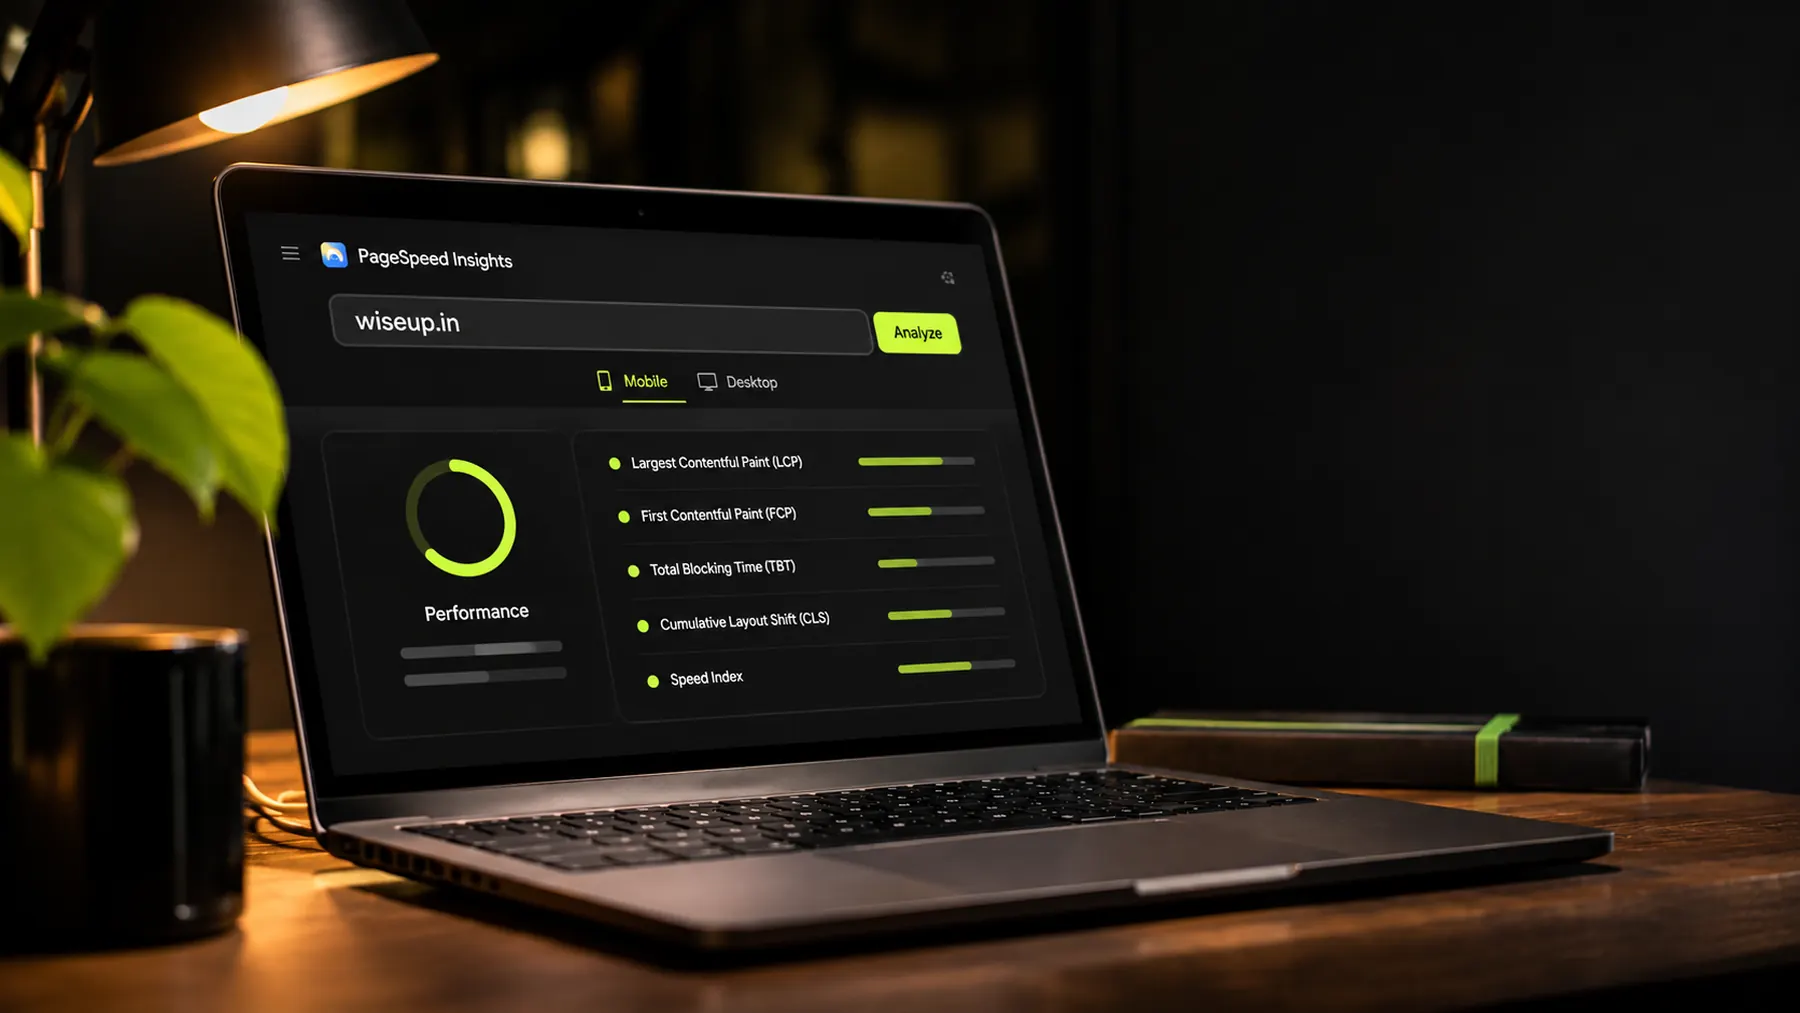 PageSpeed Insights
wiseup.in
Analyze
Mobile
Desktop
Largest Contentful Paint (LCP)
First Contentful Paint (FCP)
Total Blocking Time (TBT)
Cumulative Layout Shift (CLS)
Speed Index
Performance